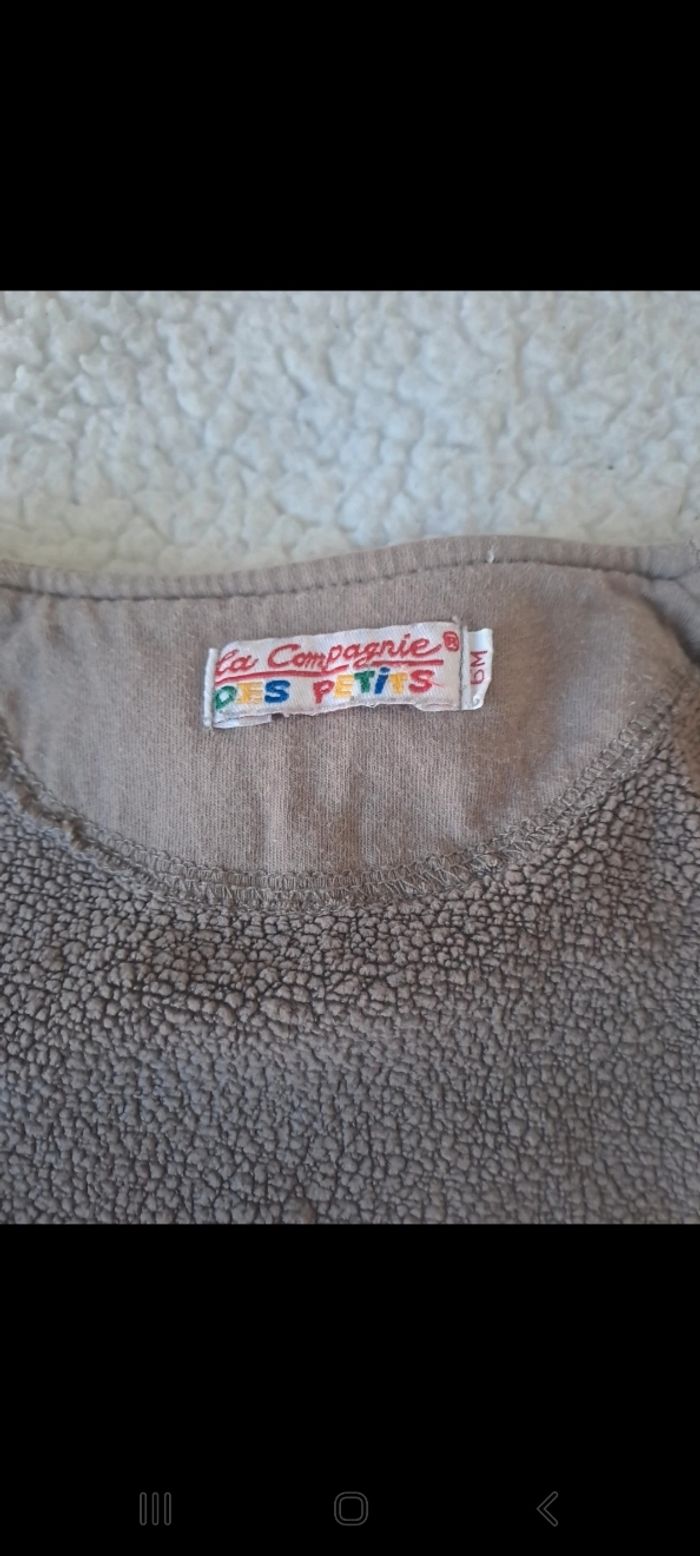 la Compagnie®
DES PETITS
6M